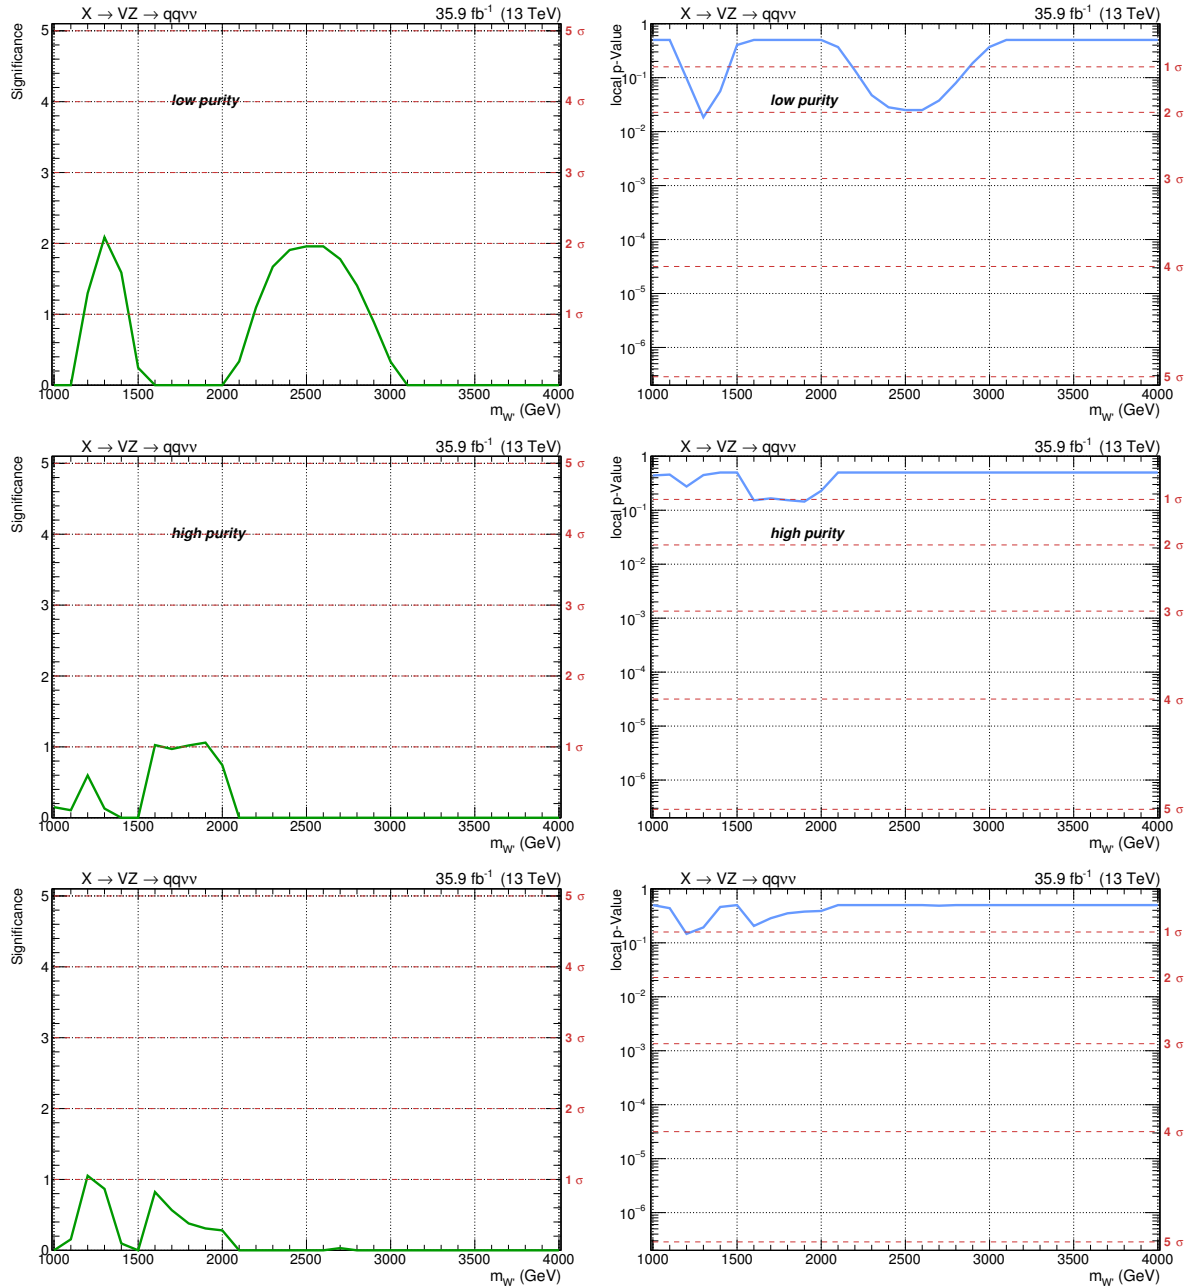 X → VZ → qqνν 35.9 fb⁻¹ (13 TeV)
Significance
5
4
3
2
1
0
low purity
5 σ
4 σ
3 σ
2 σ
1 σ
1000 1500 2000 2500 3000 3500 4000
m_W' (GeV)
X → VZ → qqνν 35.9 fb⁻¹ (13 TeV)
local p-Value
1
10⁻¹
10⁻²
10⁻³
10⁻⁴
10⁻⁵
10⁻⁶
low purity
1 σ
2 σ
3 σ
4 σ
5 σ
1000 1500 2000 2500 3000 3500 4000
m_W' (GeV)
X → VZ → qqνν 35.9 fb⁻¹ (13 TeV)
Significance
5
4
3
2
1
0
high purity
5 σ
4 σ
3 σ
2 σ
1 σ
1000 1500 2000 2500 3000 3500 4000
m_W' (GeV)
X → VZ → qqνν 35.9 fb⁻¹ (13 TeV)
local p-Value
1
10⁻¹
10⁻²
10⁻³
10⁻⁴
10⁻⁵
10⁻⁶
high purity
1 σ
2 σ
3 σ
4 σ
5 σ
1000 1500 2000 2500 3000 3500 4000
m_W' (GeV)
X → VZ → qqνν 35.9 fb⁻¹ (13 TeV)
Significance
5
4
3
2
1
0
5 σ
4 σ
3 σ
2 σ
1 σ
1000 1500 2000 2500 3000 3500 4000
m_W' (GeV)
X → VZ → qqνν 35.9 fb⁻¹ (13 TeV)
local p-Value
1
10⁻¹
10⁻²
10⁻³
10⁻⁴
10⁻⁵
10⁻⁶
1 σ
2 σ
3 σ
4 σ
5 σ
1000 1500 2000 2500 3000 3500 4000
m_W' (GeV)